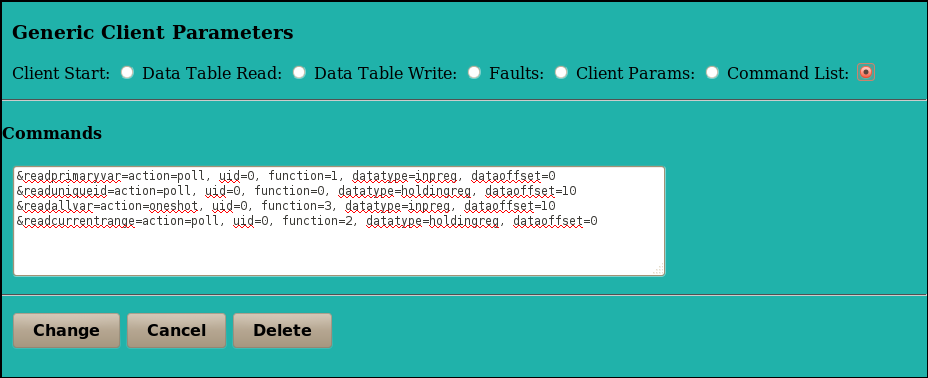 Generic Client Parameters
Client Start: Data Table Read: Data Table Write: Faults: Client Params: Command List:
Commands
&readprimaryvar=action=poll, uid=0, function=1, datatype=inpreg, dataoffset=0
&readuniqueid=action=poll, uid=0, function=0, datatype=holdingreg, dataoffset=10
&readallvar=action=oneshot, uid=0, function=3, datatype=inpreg, dataoffset=10
&readcurrentrange=action=poll, uid=0, function=2, datatype=holdingreg, dataoffset=0
Change Cancel Delete